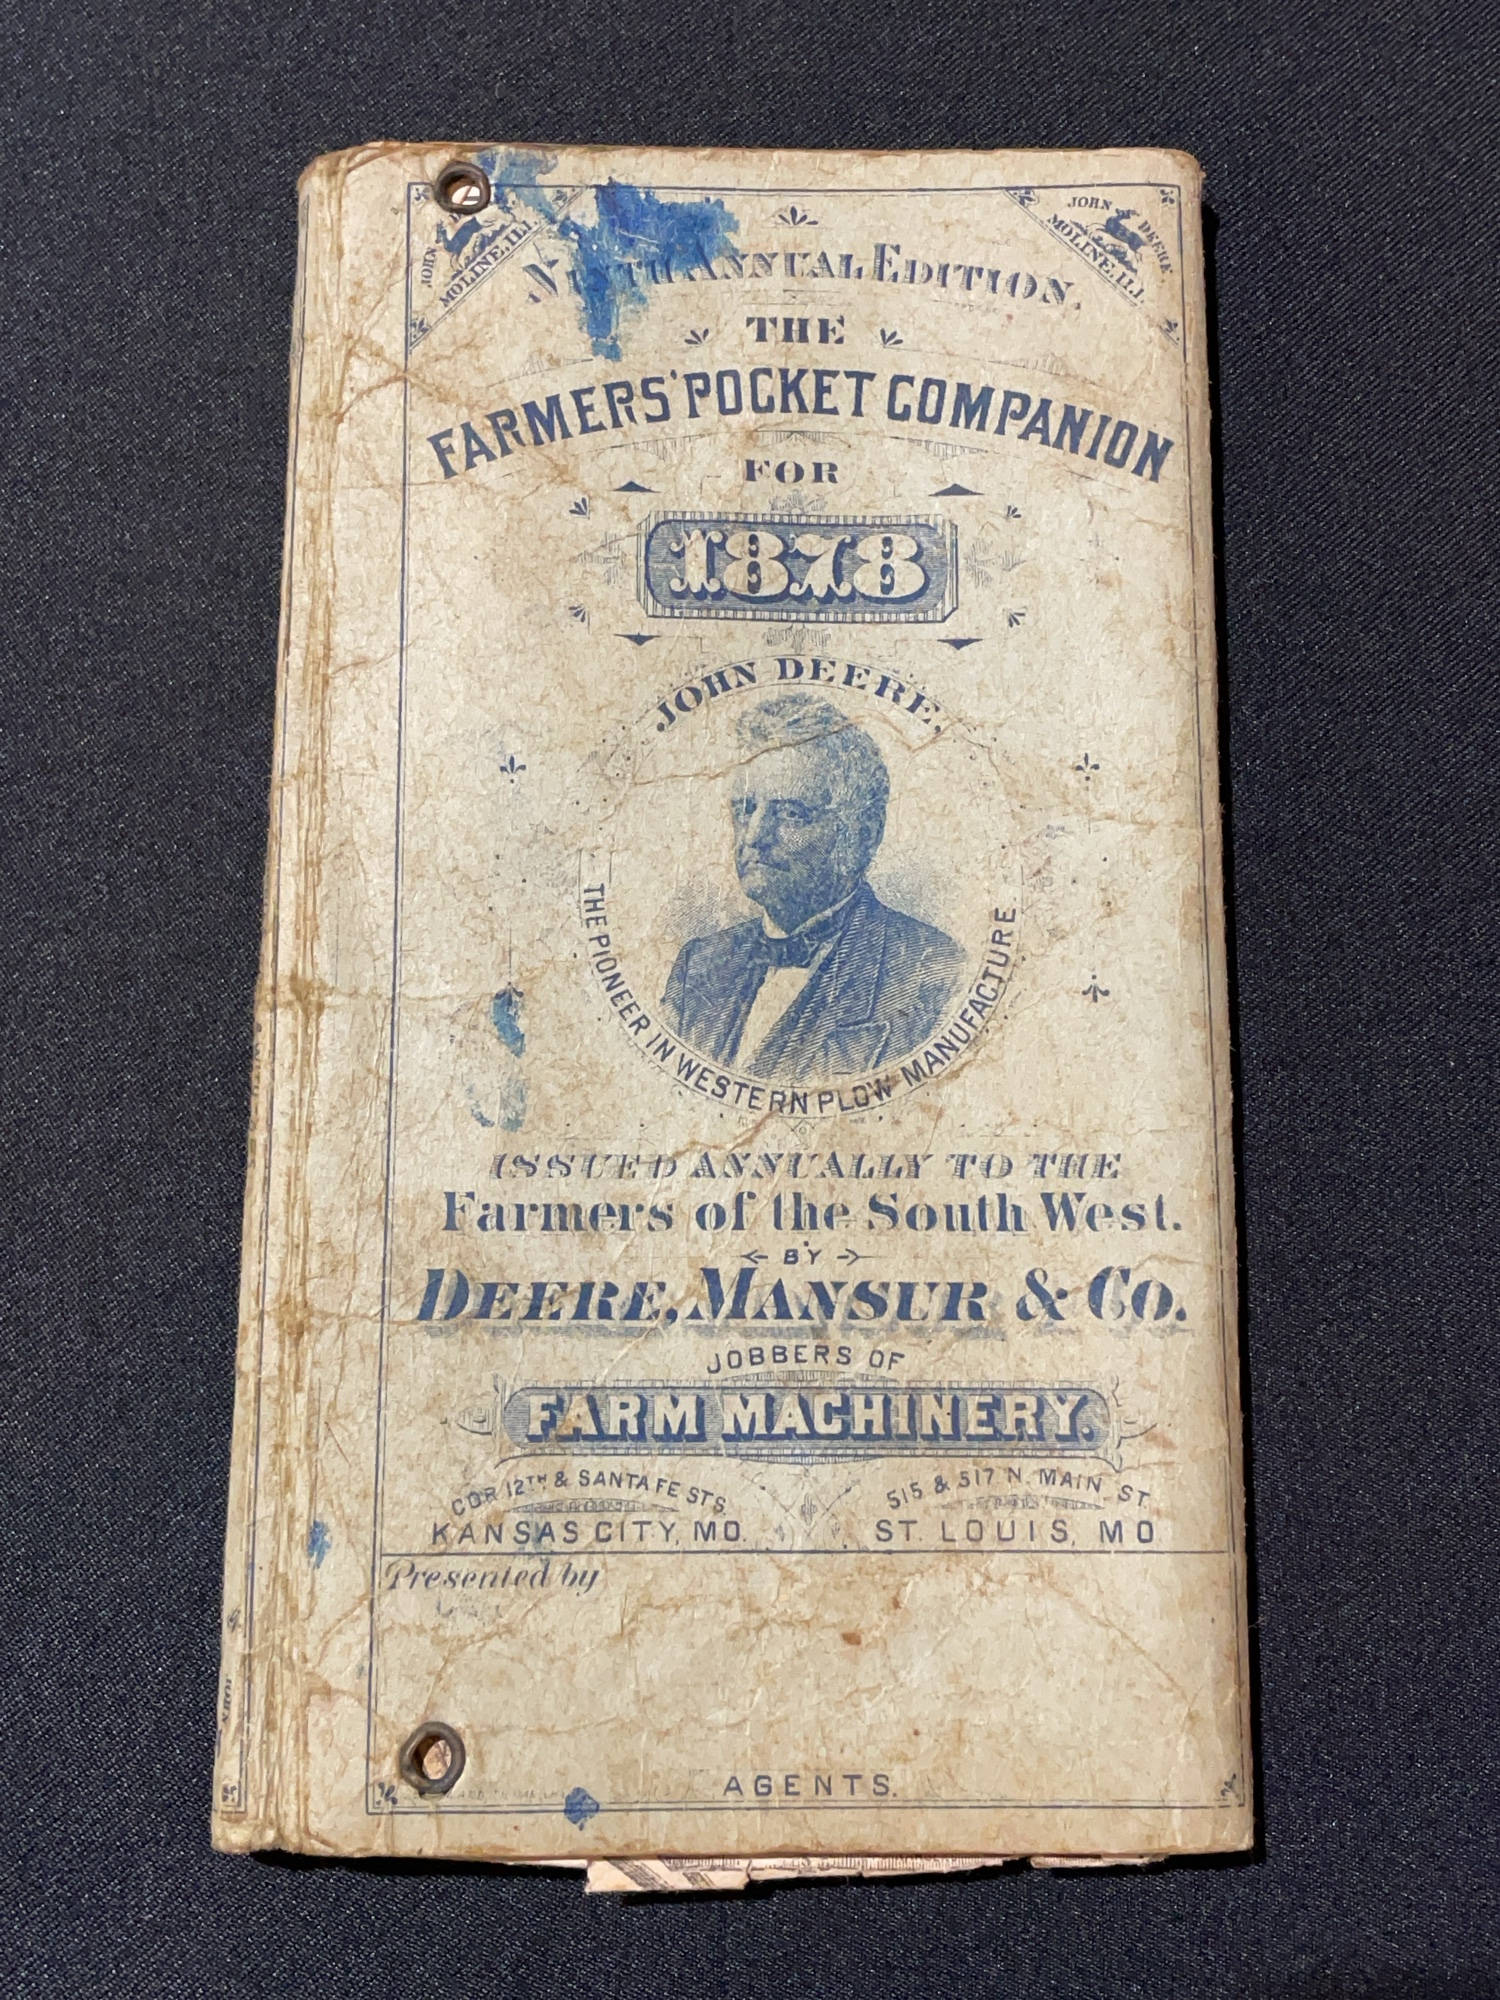 JOHN DEERE
MOLINE, ILL
JOHN DEERE.
MOLINE, ILL.
NINTH ANNUAL EDITION.
THE
FARMERS' POCKET COMPANION
FOR
1878
JOHN DEERE.
THE PIONEER IN WESTERN PLOW MANUFACTURE.
ISSUED ANNUALLY TO THE
Farmers of the South West.
BY
DEERE, MANSUR & CO.
JOBBERS OF
FARM MACHINERY.
COR 12TH & SANTA FE STS.
KANSAS CITY, MO.
515 & 517 N. MAIN ST.
ST. LOUIS, MO
Presented by
AGENTS.